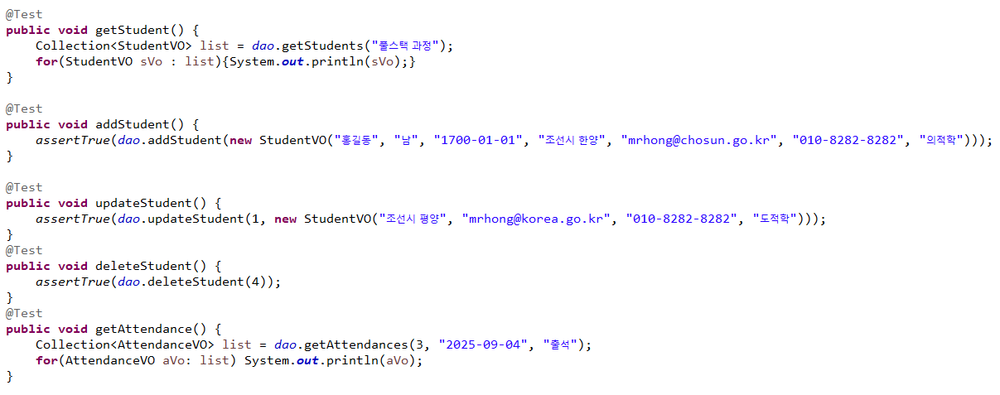 @Test
public void getStudent() {
    Collection<StudentVO> list = dao.getStudents("풀스택 과정");
    for(StudentVO sVo : list){System.out.println(sVo);}
}
@Test
public void addStudent() {
    assertTrue(dao.addStudent(new StudentVO("홍길동", "남", "1700-01-01", "조선시 한양", "mrhong@chosun.go.kr", "010-8282-8282", "의적학")));
}
@Test
public void updateStudent() {
    assertTrue(dao.updateStudent(1, new StudentVO("조선시 평양", "mrhong@korea.go.kr", "010-8282-8282", "도적학")));
}
@Test
public void deleteStudent() {
    assertTrue(dao.deleteStudent(4));
}
@Test
public void getAttendance() {
    Collection<AttendanceVO> list = dao.getAttendances(3, "2025-09-04", "출석");
    for(AttendanceVO aVo: list) System.out.println(aVo);
}